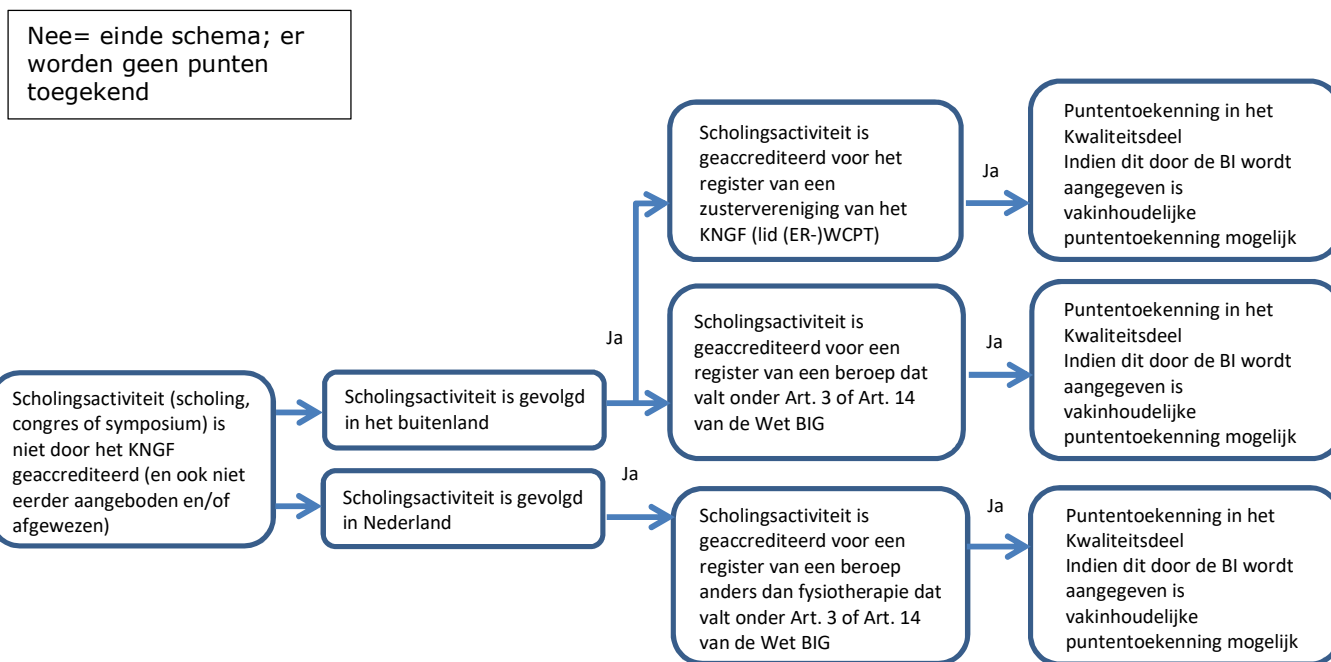 Nee= einde schema; er
worden geen punten
toegekend
Scholingsactiviteit (scholing,
congres of symposium) is
niet door het KNGF
geaccrediteerd (en ook niet
eerder aangeboden en/of
afgewezen)
Scholingsactiviteit is gevolgd
in het buitenland
Ja
Scholingsactiviteit is
geaccrediteerd voor het
register van een
zustervereniging van het
KNGF (lid (ER-)WCPT)
Ja
Puntentoekenning in het
Kwaliteitsdeel
Indien dit door de BI wordt
aangegeven is
vakinhoudelijke
puntentoekenning mogelijk
Scholingsactiviteit is
geaccrediteerd voor een
register van een beroep dat
valt onder Art. 3 of Art. 14
van de Wet BIG
Ja
Puntentoekenning in het
Kwaliteitsdeel
Indien dit door de BI wordt
aangegeven is
vakinhoudelijke
puntentoekenning mogelijk
Scholingsactiviteit is gevolgd
in Nederland
Ja
Scholingsactiviteit is
geaccrediteerd voor een
register van een beroep
anders dan fysiotherapie dat
valt onder Art. 3 of Art. 14
van de Wet BIG
Ja
Puntentoekenning in het
Kwaliteitsdeel
Indien dit door de BI wordt
aangegeven is
vakinhoudelijke
puntentoekenning mogelijk